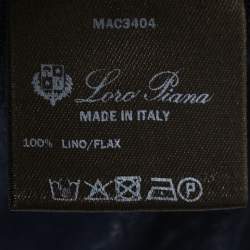 MAC3404
Loro Piana
MADE IN ITALY
100% LINO/FLAX
P